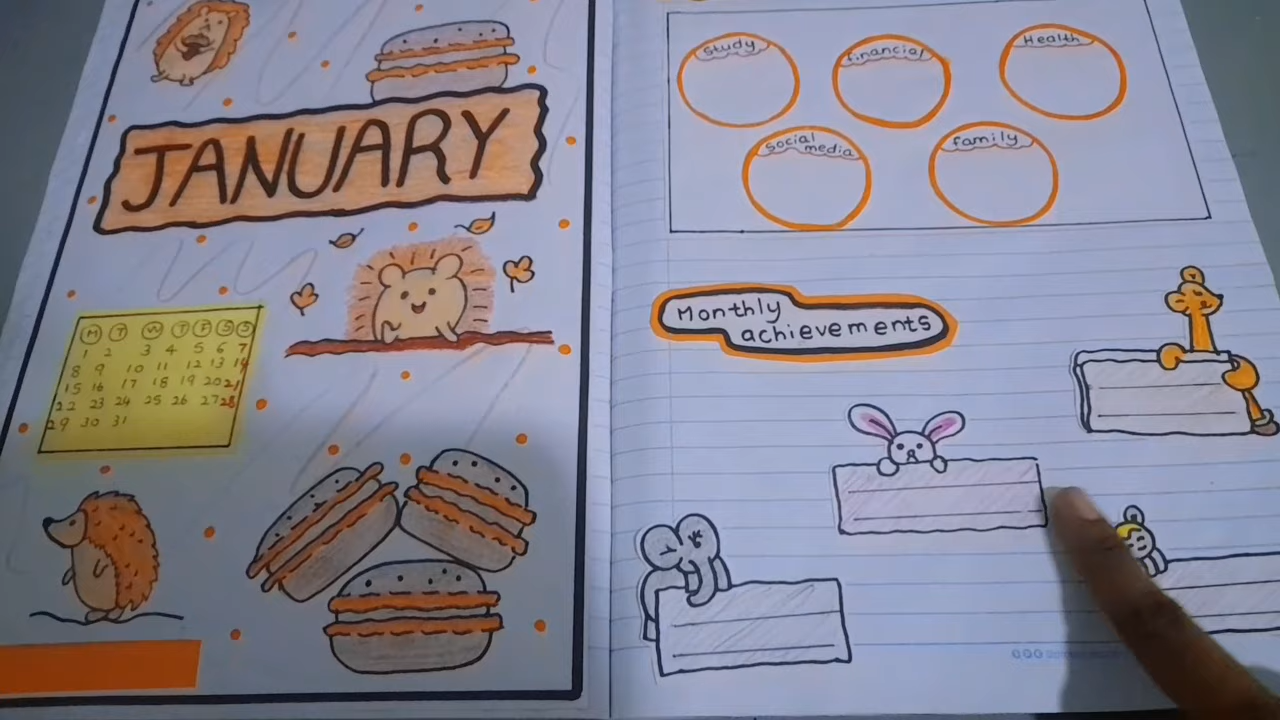 JANUARY
M T W T F S S
1 2 3 4 5 6 7
8 9 10 11 12 13 14
15 16 17 18 19 20 21
22 23 24 25 26 27 28
29 30 31
Study
financial
Health
social
media
family
Monthly
achievements